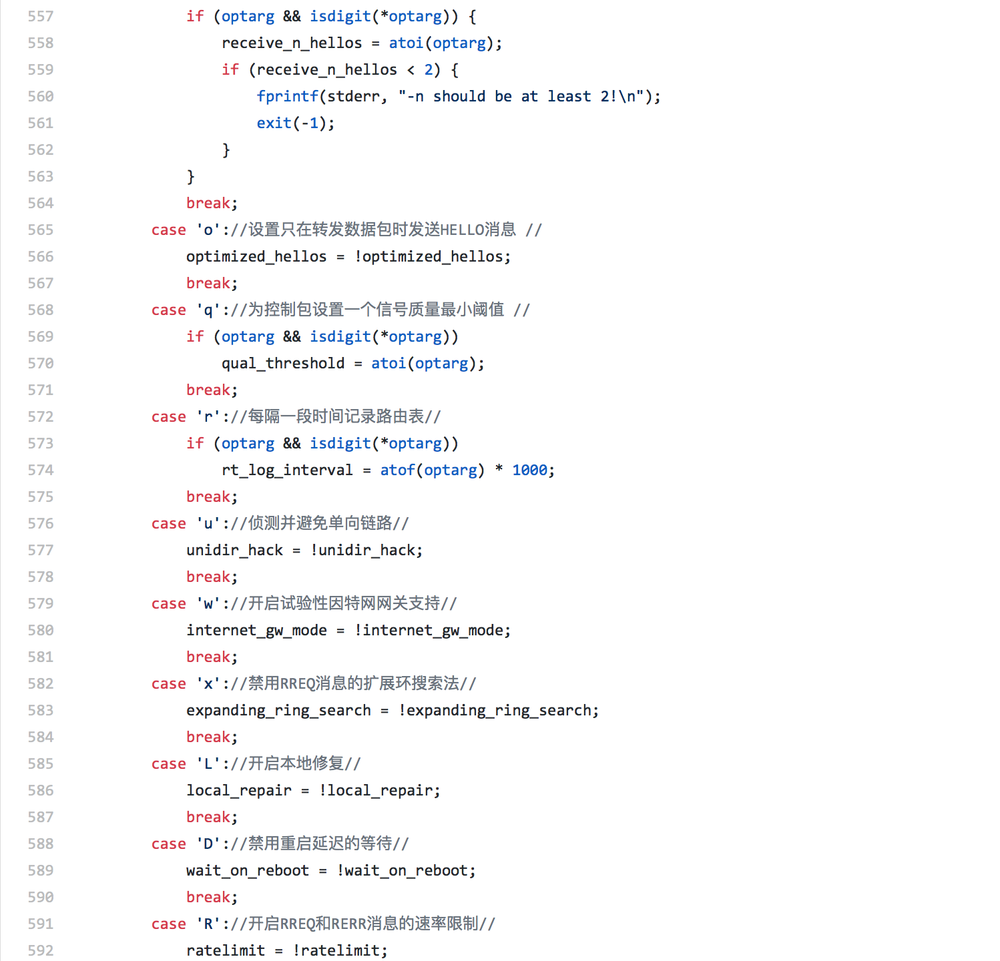 557 if (optarg && isdigit(*optarg)) {
558 receive_n_hellos = atoi(optarg);
559 if (receive_n_hellos < 2) {
560 fprintf(stderr, "-n should be at least 2!\n");
561 exit(-1);
562 }
563 }
564 break;
565 case 'o'://设置只在转发数据包时发送HELLO消息 //
566 optimized_hellos = !optimized_hellos;
567 break;
568 case 'q'://为控制包设置一个信号质量最小阈值 //
569 if (optarg && isdigit(*optarg))
570 qual_threshold = atoi(optarg);
571 break;
572 case 'r'://每隔一段时间记录路由表//
573 if (optarg && isdigit(*optarg))
574 rt_log_interval = atof(optarg) * 1000;
575 break;
576 case 'u'://侦测并避免单向链路//
577 unidir_hack = !unidir_hack;
578 break;
579 case 'w'://开启试验性因特网网关支持//
580 internet_gw_mode = !internet_gw_mode;
581 break;
582 case 'x'://禁用RREQ消息的扩展环搜索法//
583 expanding_ring_search = !expanding_ring_search;
584 break;
585 case 'L'://开启本地修复//
586 local_repair = !local_repair;
587 break;
588 case 'D'://禁用重启延迟的等待//
589 wait_on_reboot = !wait_on_reboot;
590 break;
591 case 'R'://开启RREQ和RERR消息的速率限制//
592 ratelimit = !ratelimit;